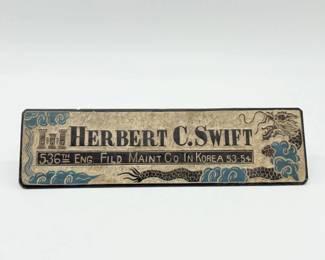 HERBERT C. SWIFT
536TH ENG. FILD MAINT CO IN KOREA 53-54